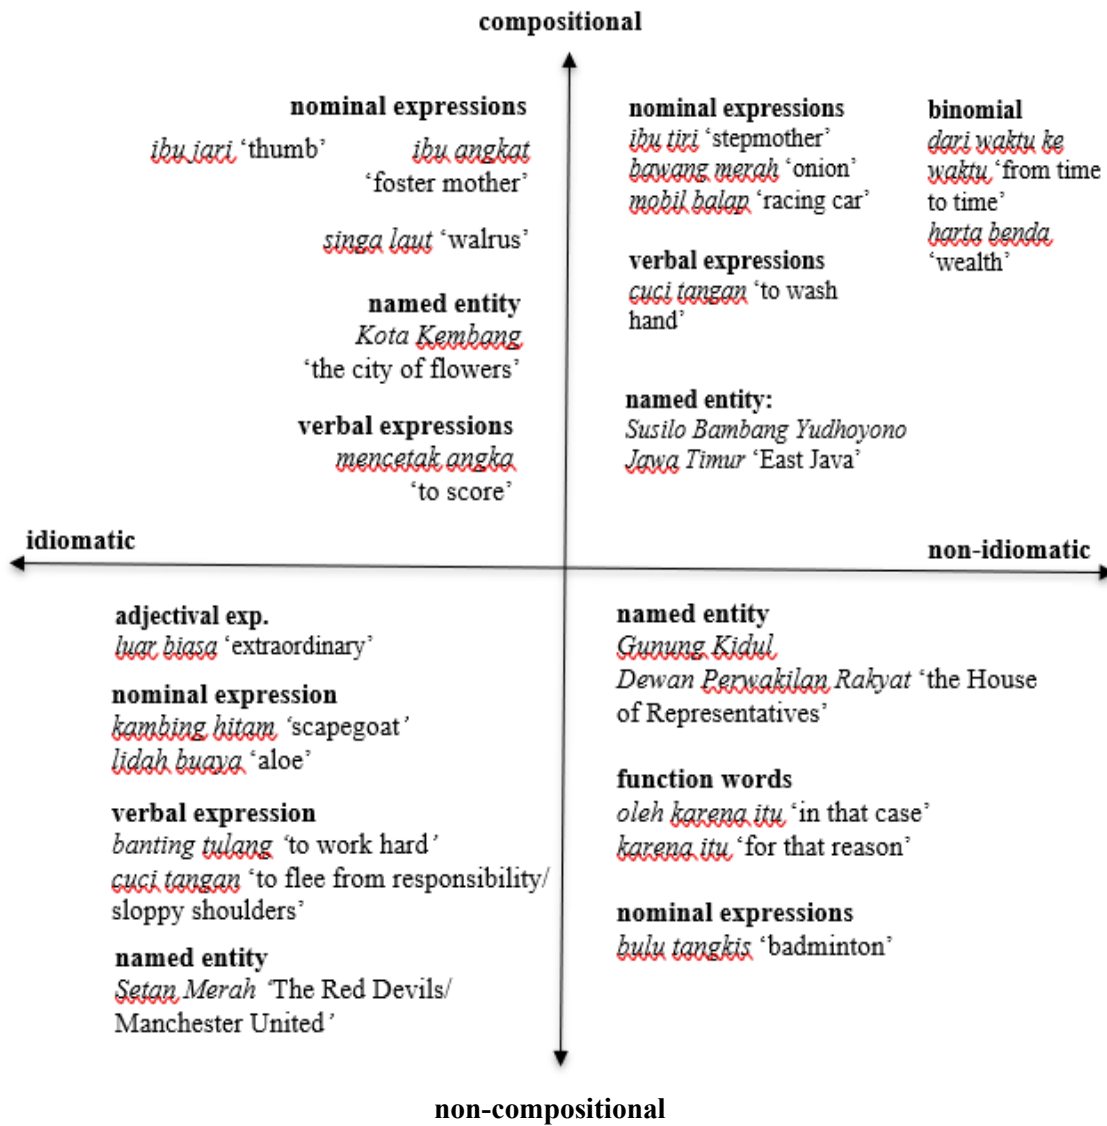 compositional
nominal expressions
ibu jari ‘thumb’ ibu angkat
‘foster mother’
singa laut ‘walrus’
named entity
Kota Kembang
‘the city of flowers’
verbal expressions
mencetak angka
‘to score’
nominal expressions
ibu tiri ‘stepmother’
bawang merah ‘onion’
mobil balap ‘racing car’
verbal expressions
cuci tangan ‘to wash
hand’
named entity:
Susilo Bambang Yudhoyono
Jawa Timur ‘East Java’
binomial
dari waktu ke
waktu ‘from time
to time’
harta benda
‘wealth’
idiomatic
non-idiomatic
adjectival exp.
luar biasa ‘extraordinary’
nominal expression
kambing hitam ‘scapegoat’
lidah buaya ‘aloe’
verbal expression
banting tulang ‘to work hard’
cuci tangan ‘to flee from responsibility/
sloppy shoulders’
named entity
Setan Merah ‘The Red Devils/
Manchester United’
named entity
Gunung Kidul
Dewan Perwakilan Rakyat ‘the House
of Representatives’
function words
oleh karena itu ‘in that case’
karena itu ‘for that reason’
nominal expressions
bulu tangkis ‘badminton’
non-compositional